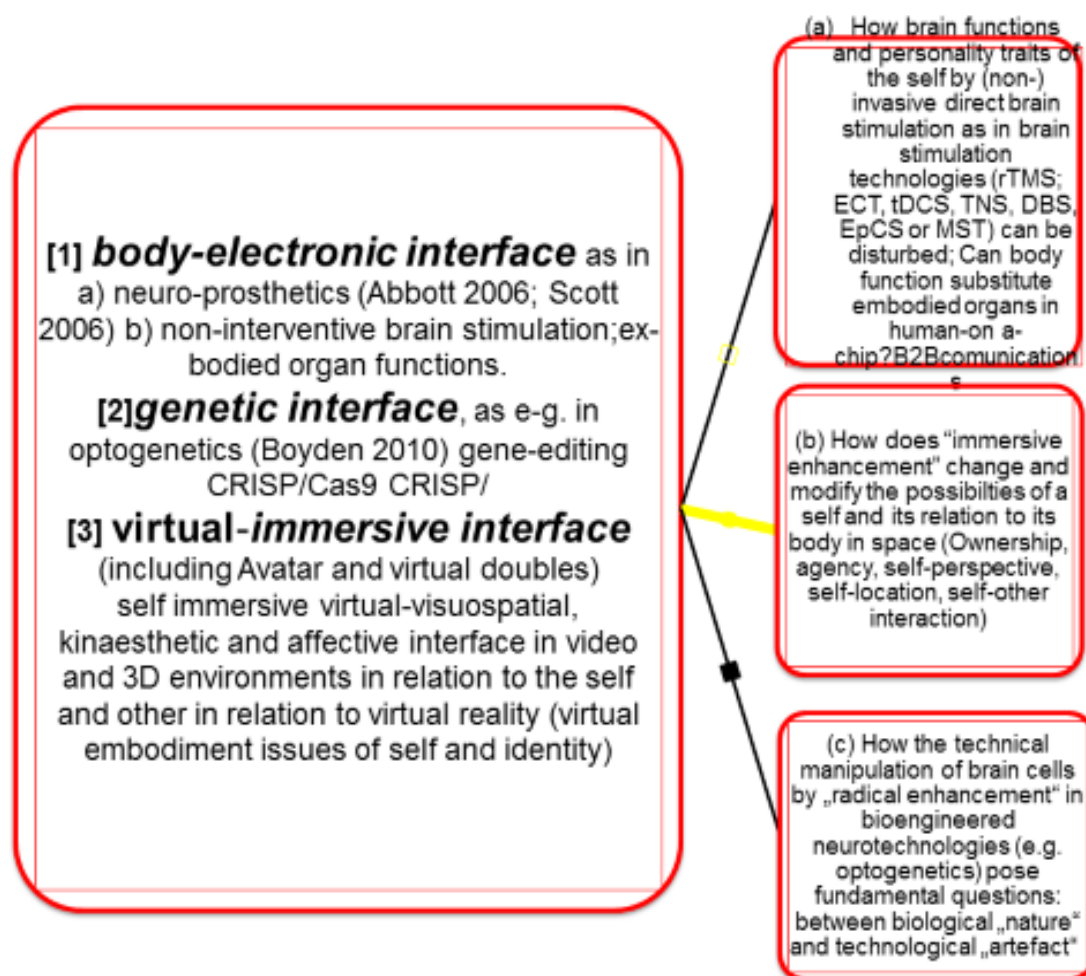 [1] body-electronic interface as in
a) neuro-prosthetics (Abbott 2006; Scott
2006) b) non-interventive brain stimulation;ex-
bodied organ functions.
[2]genetic interface, as e-g. in
optogenetics (Boyden 2010) gene-editing
CRISP/Cas9 CRISP/
[3] virtual-immersive interface
(including Avatar and virtual doubles)
self immersive virtual-visuospatial,
kinaesthetic and affective interface in video
and 3D environments in relation to the self
and other in relation to virtual reality (virtual
embodiment issues of self and identity)
(a) How brain functions
and personality traits of
the self by (non-)
invasive direct brain
stimulation as in brain
stimulation
technologies (rTMS;
ECT, tDCS, TNS, DBS,
EpCS or MST) can be
disturbed; Can body
function substitute
embodied organs in
human-on a-
chip?B2Bcomunication
s
(b) How does "immersive
enhancement" change and
modify the possibilties of a
self and its relation to its
body in space (Ownership,
agency, self-perspective,
self-location, self-other
interaction)
(c) How the technical
manipulation of brain cells
by „radical enhancement" in
bioengineered
neurotechnologies (e.g.
optogenetics) pose
fundamental questions:
between biological „nature"
and technological „artefact"